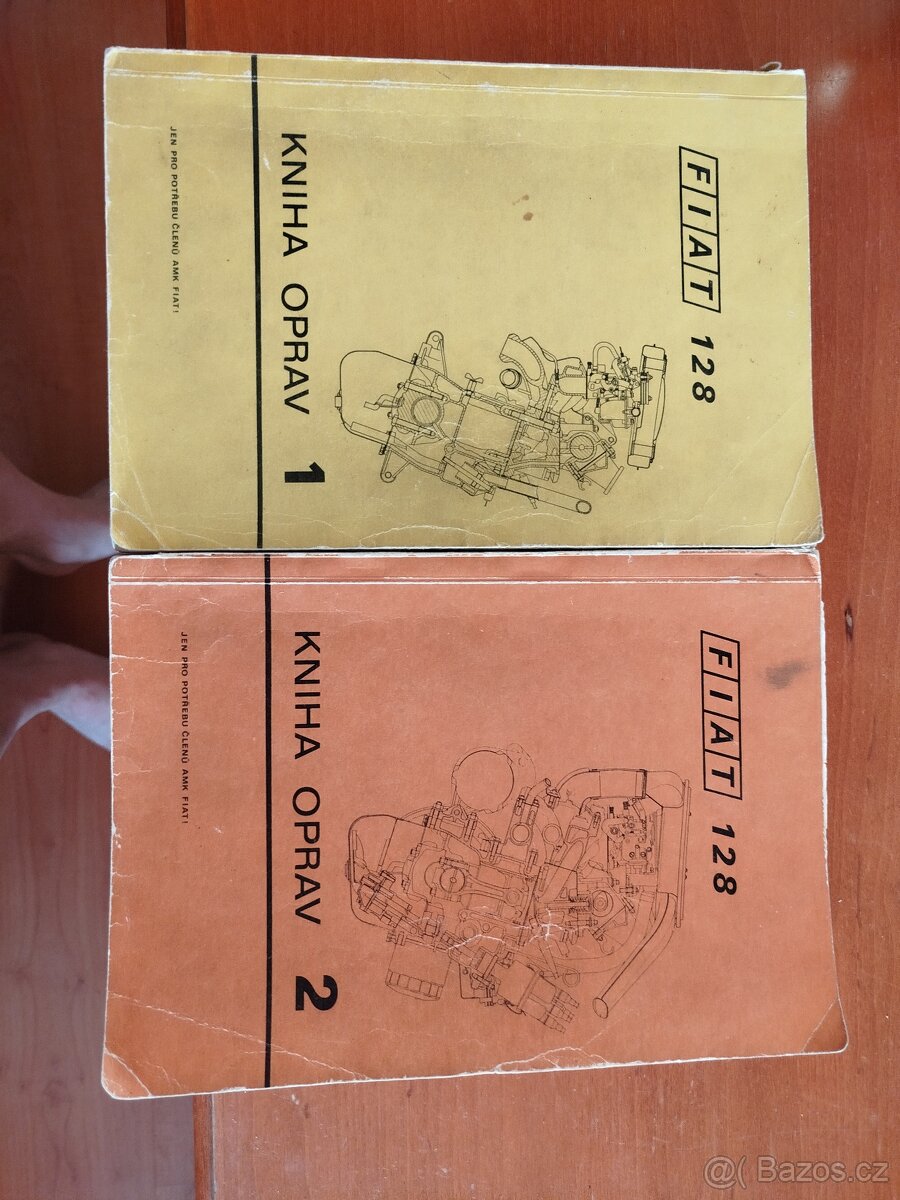 FIAT 128
KNIHA OPRAV 1
JEN PRO POTŘEBU ČLENŮ AMK FIAT!
FIAT 128
KNIHA OPRAV 2
JEN PRO POTŘEBU ČLENŮ AMK FIAT!
@( Bazos.cz